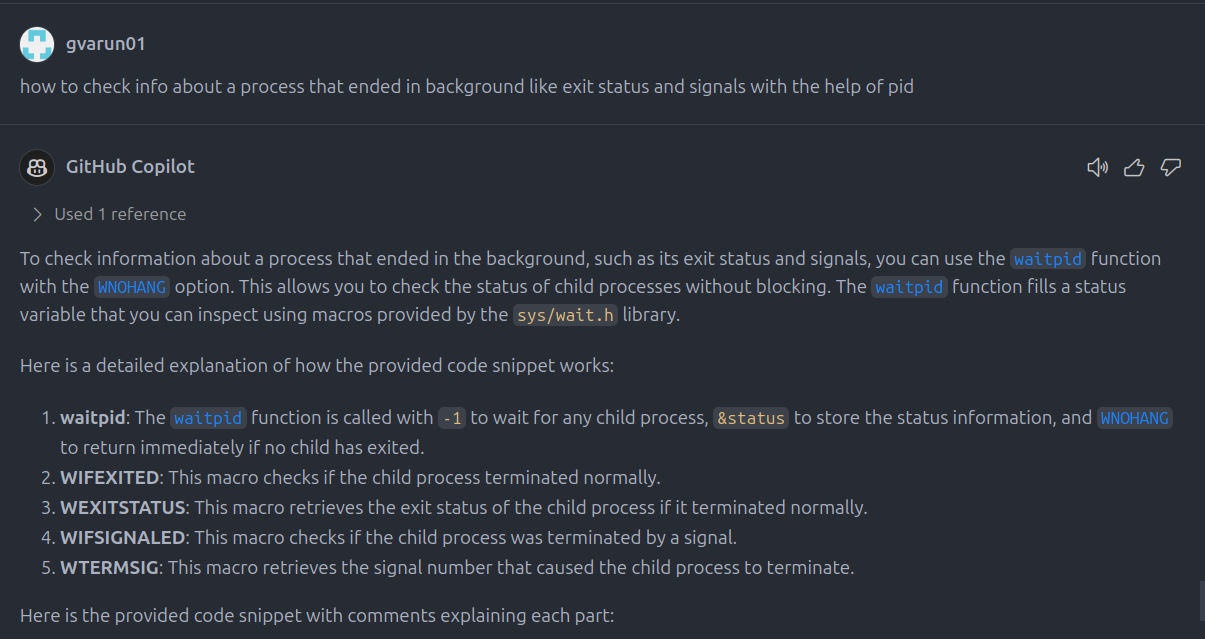 gvarun01
how to check info about a process that ended in background like exit status and signals with the help of pid
GitHub Copilot
Used 1 reference
To check information about a process that ended in the background, such as its exit status and signals, you can use the waitpid function
with the WNOHANG option. This allows you to check the status of child processes without blocking. The waitpid function fills a status
variable that you can inspect using macros provided by the sys/wait.h library.
Here is a detailed explanation of how the provided code snippet works:
1. waitpid: The waitpid function is called with -1 to wait for any child process, &status to store the status information, and WNOHANG
to return immediately if no child has exited.
2. WIFEXITED: This macro checks if the child process terminated normally.
3. WEXITSTATUS: This macro retrieves the exit status of the child process if it terminated normally.
4. WIFSIGNALED: This macro checks if the child process was terminated by a signal.
5. WTERMSIG: This macro retrieves the signal number that caused the child process to terminate.
Here is the provided code snippet with comments explaining each part: